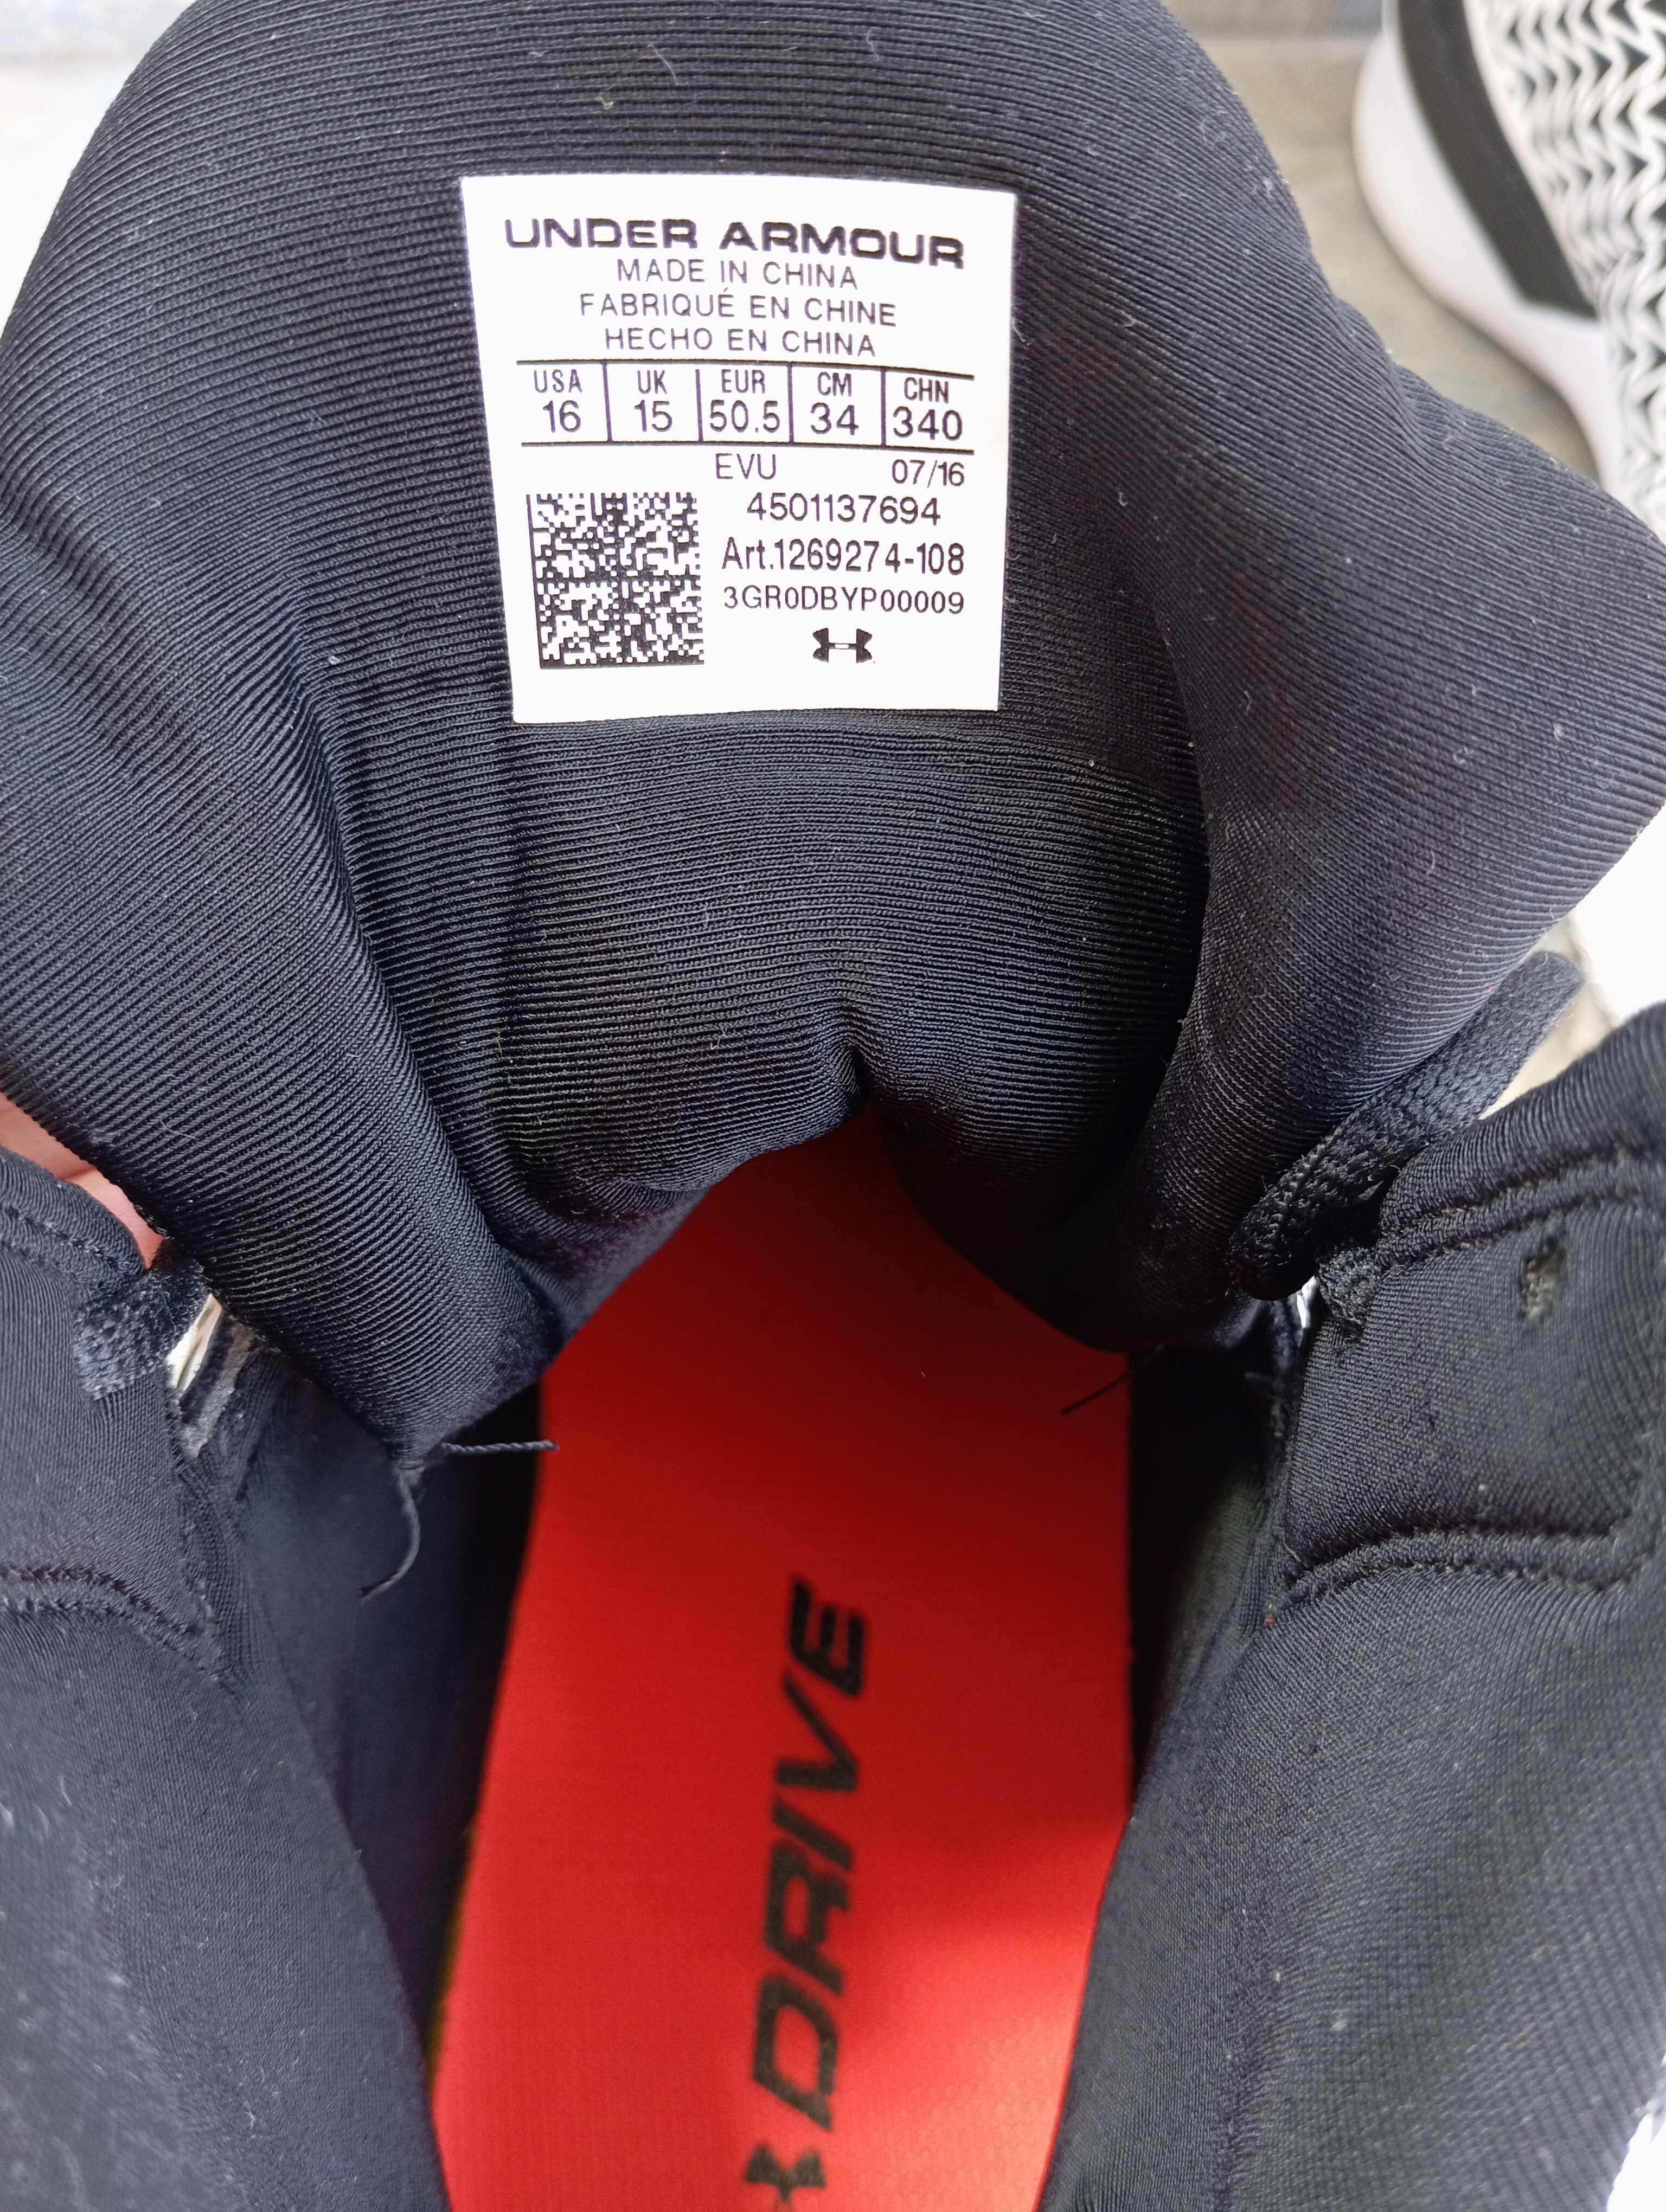 UNDER ARMOUR
MADE IN CHINA
FABRIQUÉ EN CHINE
HECHO EN CHINA
USA UK EUR CM CHN
16 15 50.5 34 340
EVU 07/16
4501137694
Art.1269274-108
3GR0DBYP00009
DRIVE